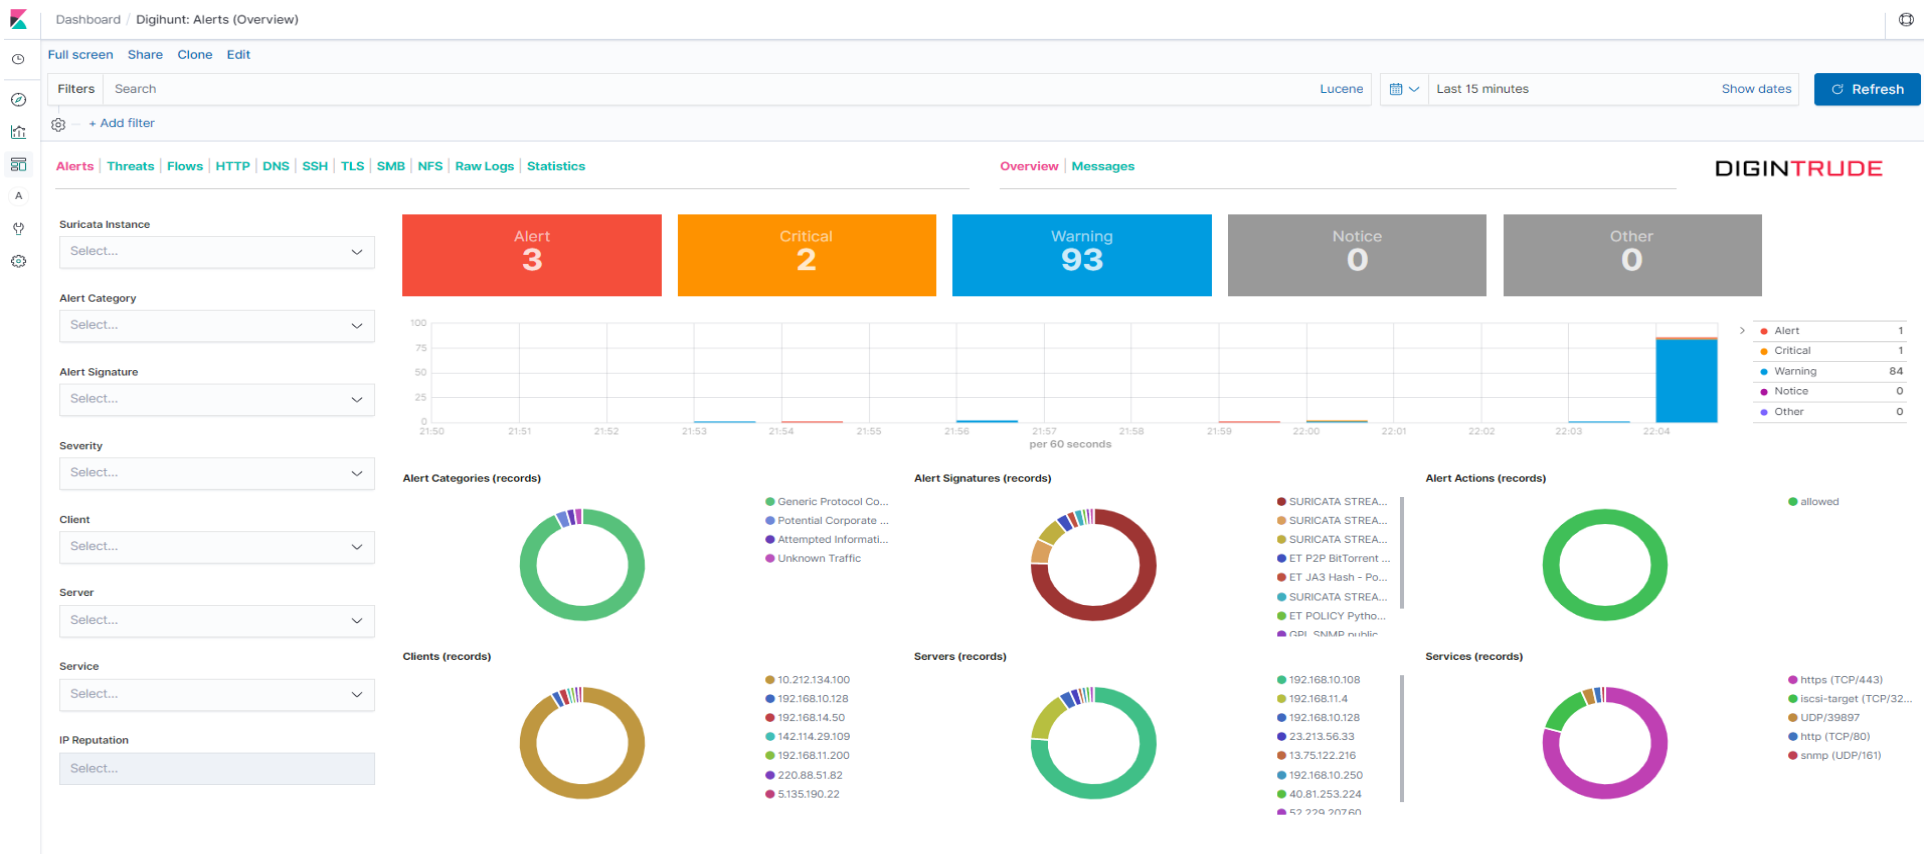 Dashboard / Digihunt: Alerts (Overview)
Full screen Share Clone Edit
Filters Search Lucene Last 15 minutes Show dates Refresh
+ Add filter
Alerts | Threats | Flows | HTTP | DNS | SSH | TLS | SMB | NFS | Raw Logs | Statistics
Overview | Messages
DIGINTRUDE
A
Suricata Instance
Select...
Alert Category
Select...
Alert Signature
Select...
Severity
Select...
Client
Select...
Server
Select...
Service
Select...
IP Reputation
Select...
Alert
3
Critical
2
Warning
93
Notice
0
Other
0
100
75
50
25
0
21:50 21:51 21:52 21:53 21:54 21:55 21:56 21:57 21:58 21:59 22:00 22:01 22:02 22:03 22:04
per 60 seconds
Alert 1
Critical 1
Warning 84
Notice 0
Other 0
Alert Categories (records)
Generic Protocol Co...
Potential Corporate ...
Attempted Informati...
Unknown Traffic
Alert Signatures (records)
SURICATA STREA...
SURICATA STREA...
SURICATA STREA...
ET P2P BitTorrent ...
ET JA3 Hash - Po...
SURICATA STREA...
ET POLICY Pytho...
GPL SNMP public
Alert Actions (records)
allowed
Clients (records)
10.212.134.100
192.168.10.128
192.168.14.50
142.114.29.109
192.168.11.200
220.88.51.82
5.135.190.22
Servers (records)
192.168.10.108
192.168.11.4
192.168.10.128
23.213.56.33
13.75.122.216
192.168.10.250
40.81.253.224
52.229.207.60
Services (records)
https (TCP/443)
iscsi-target (TCP/32...
UDP/39897
http (TCP/80)
snmp (UDP/161)